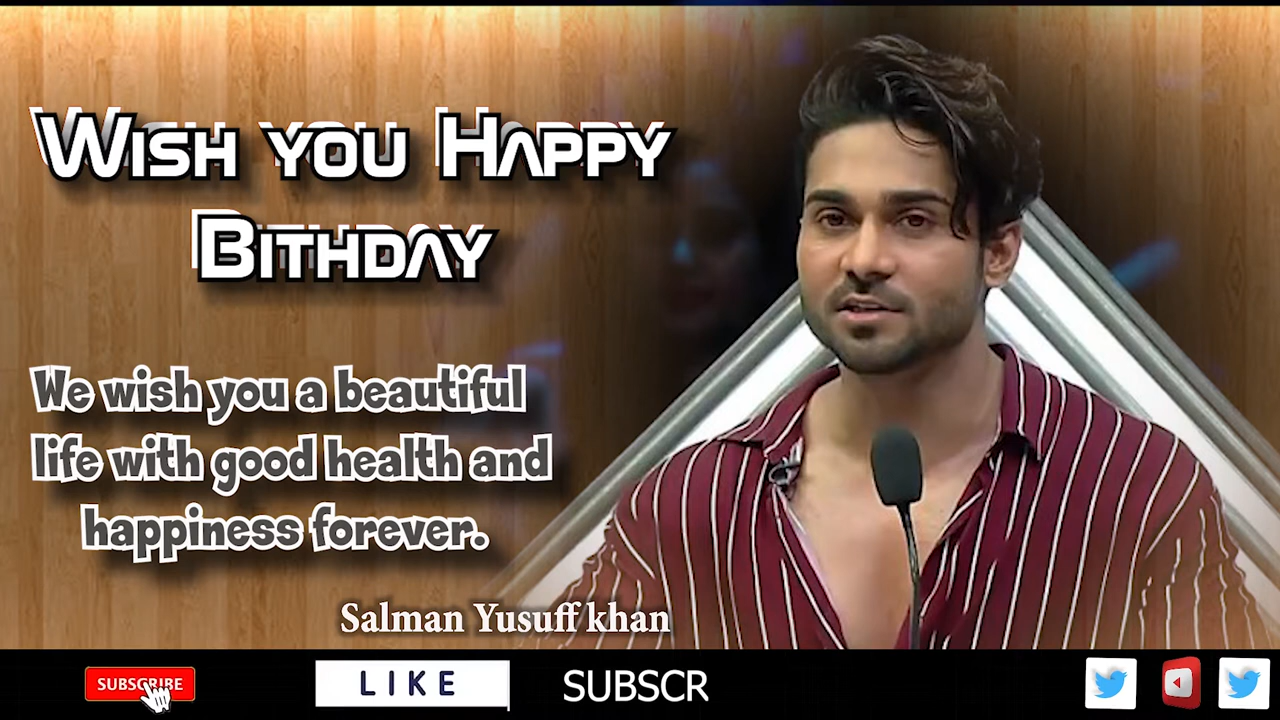 Wish you Happy
Bithday
We wish you a beautiful
life with good health and
happiness forever.
Salman Yusuff khan
SUBSCRIBE
LIKE
SUBSCR